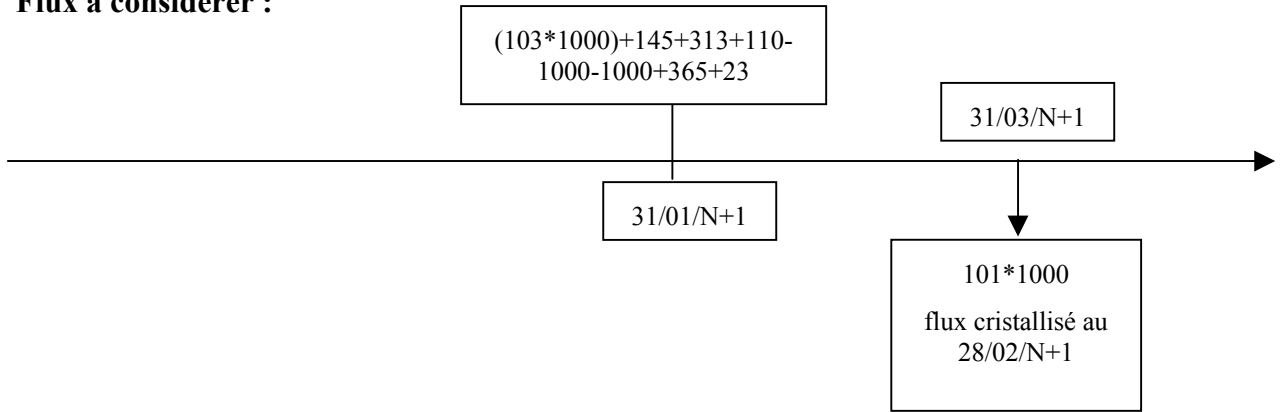 Flux à considérer :
(103*1000)+145+313+110-
1000-1000+365+23
31/03/N+1
31/01/N+1
101*1000
flux cristallisé au
28/02/N+1